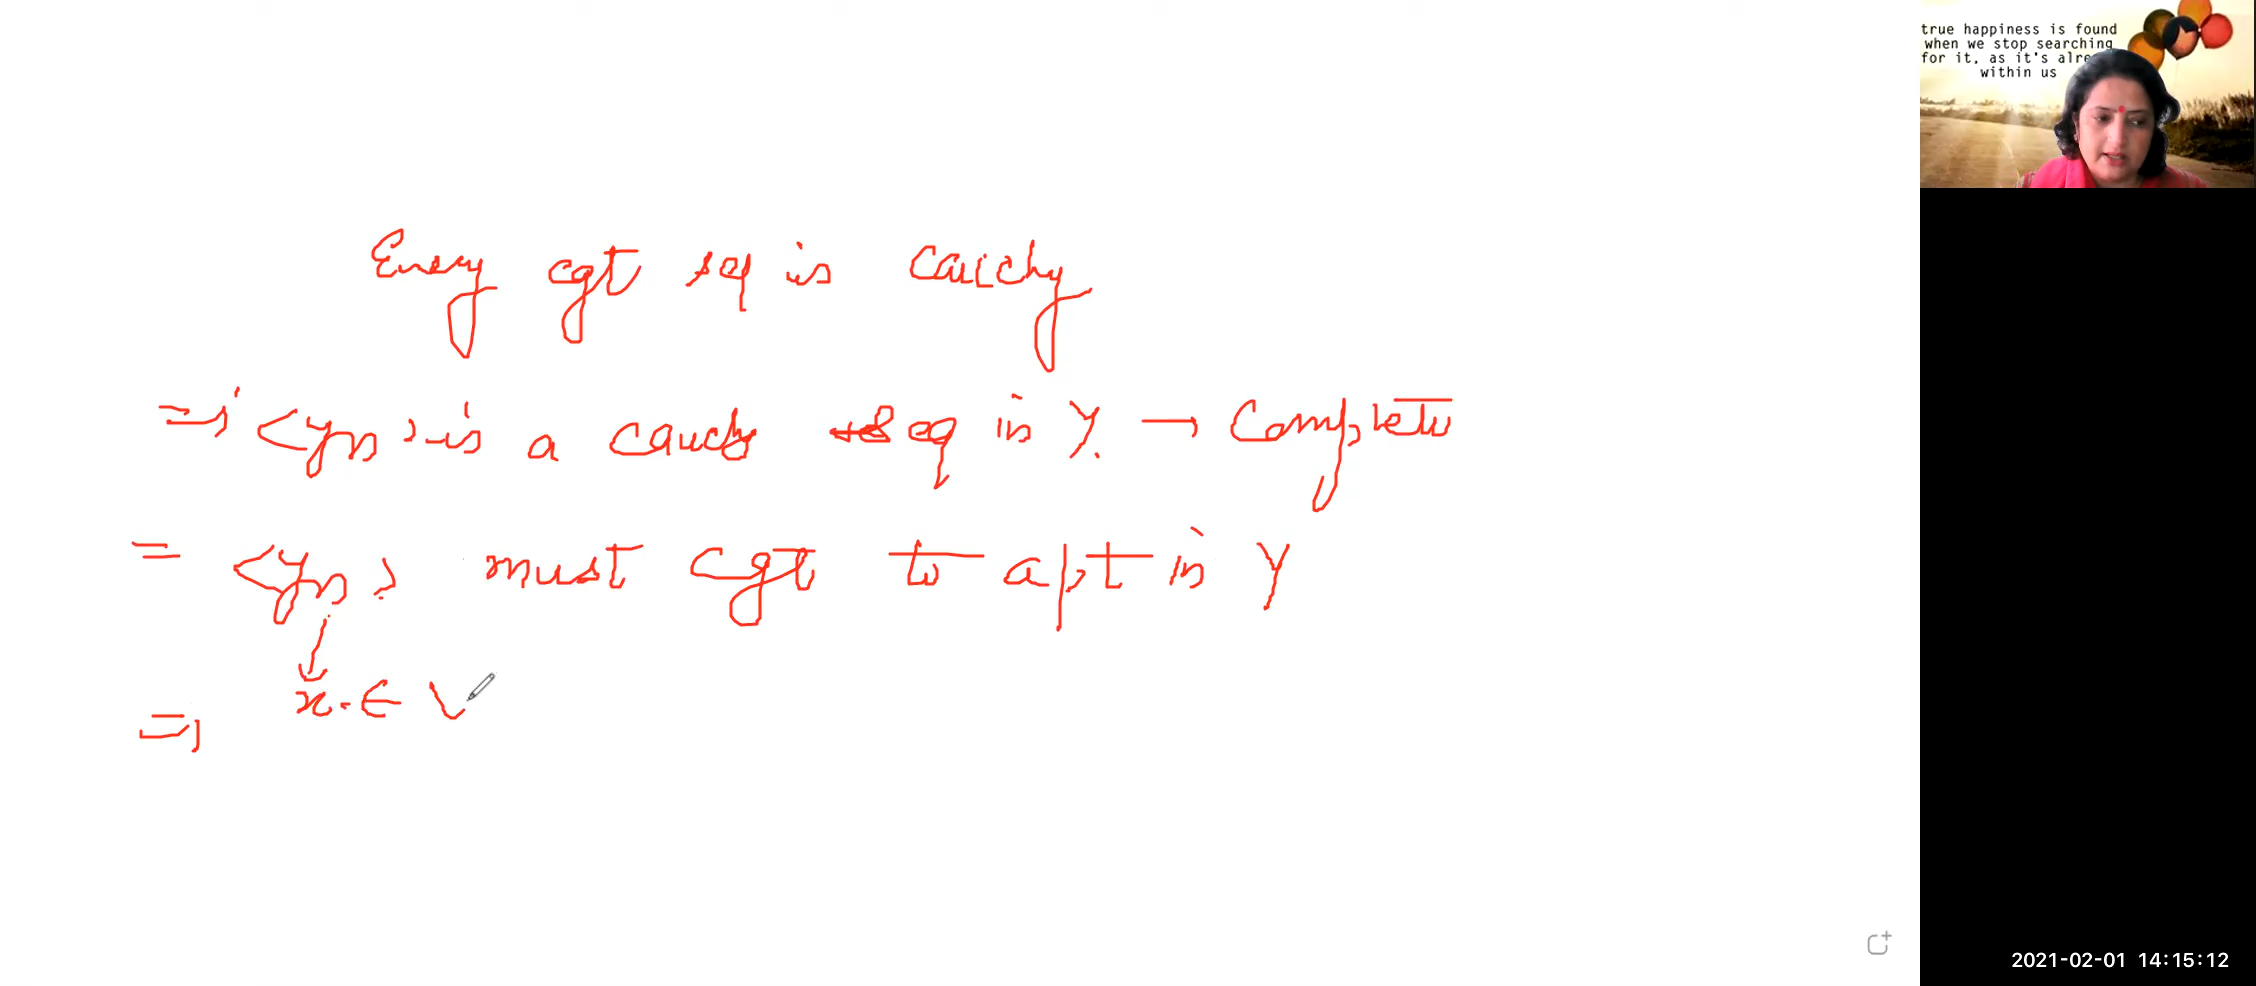 Every cgt seq is Cauchy
=> <yn> is a cauchy seq in Y. → Complete
= <yn> must cgt to a pt in Y
↓
=> x. ∈
true happiness is found
when we stop searching
for it, as it's alre
within us
2021-02-01 14:15:12